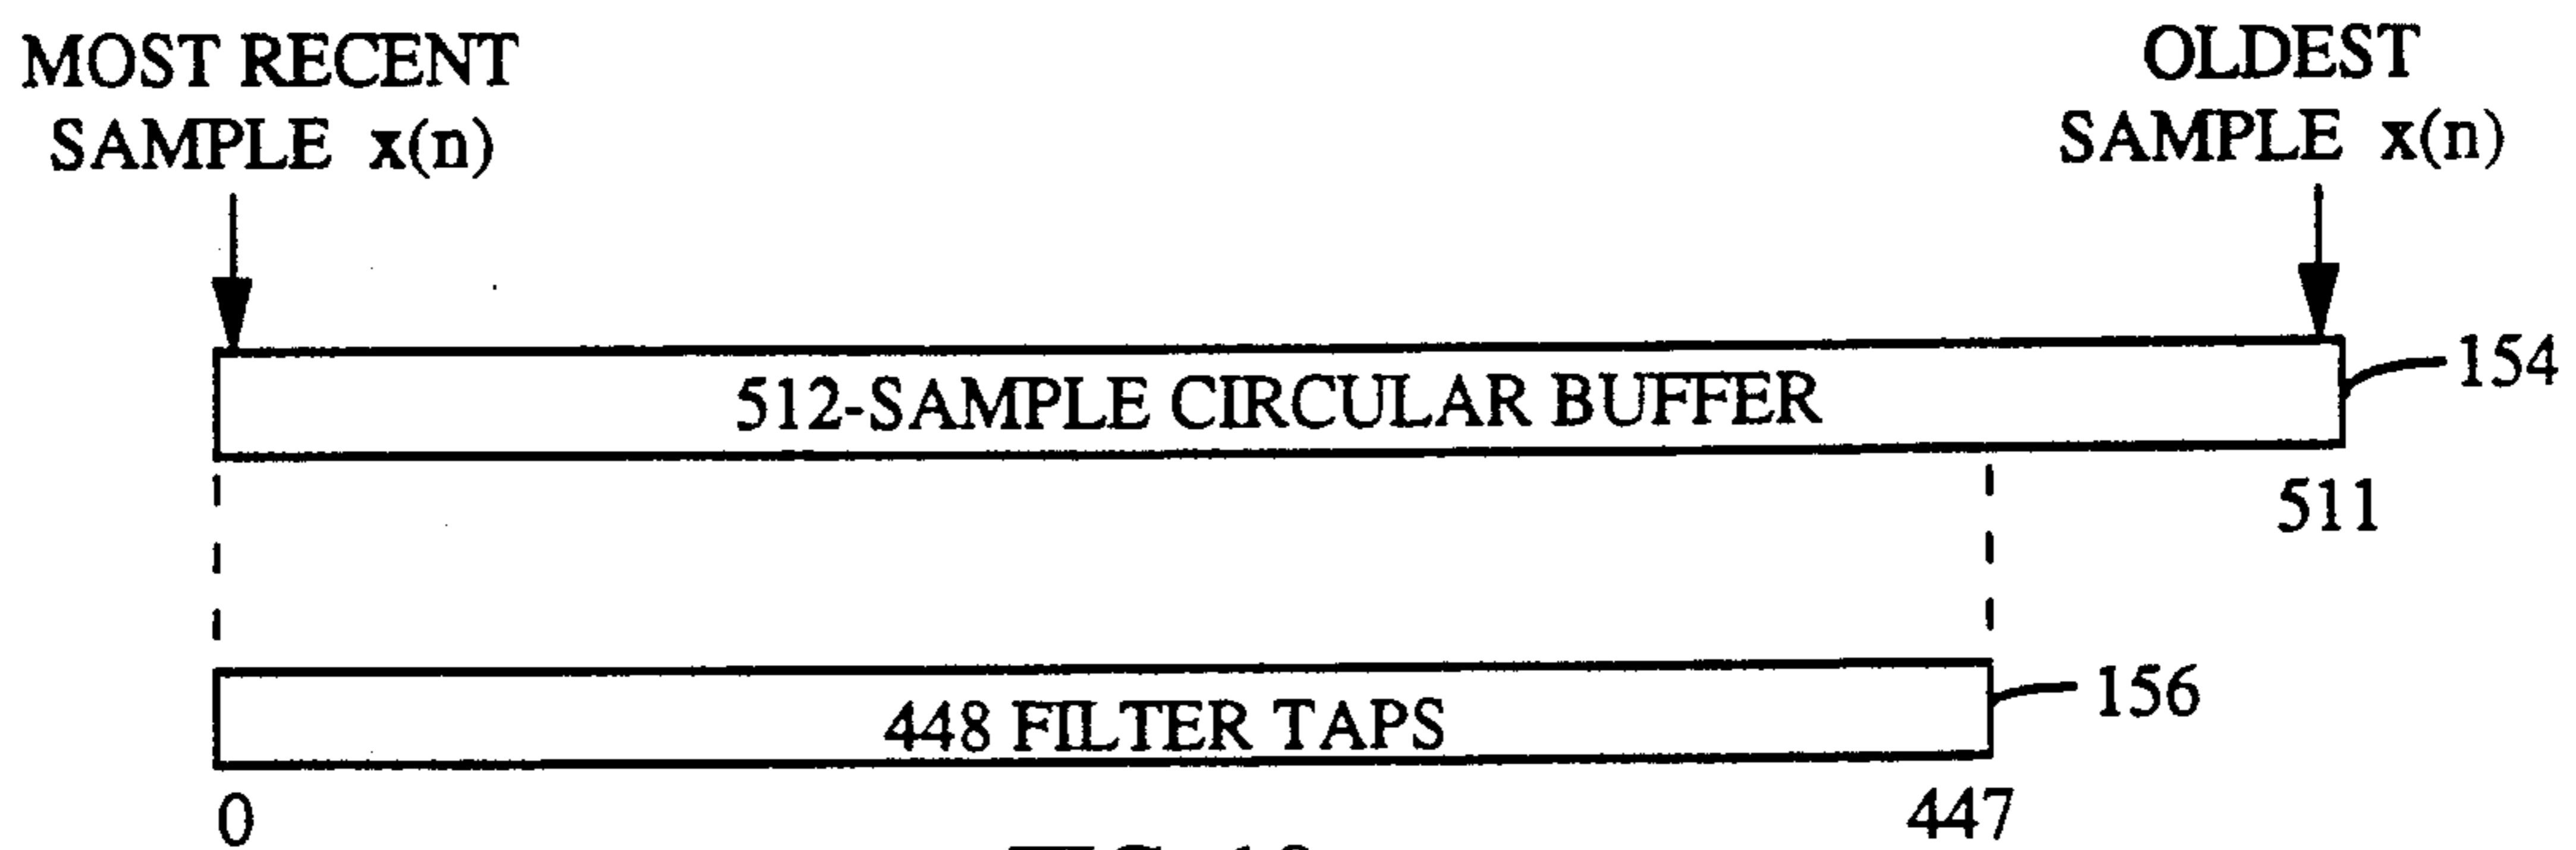 MOST RECENT
SAMPLE x(n)
OLDEST
SAMPLE x(n)
512-SAMPLE CIRCULAR BUFFER
154
511
448 FILTER TAPS
156
0
447